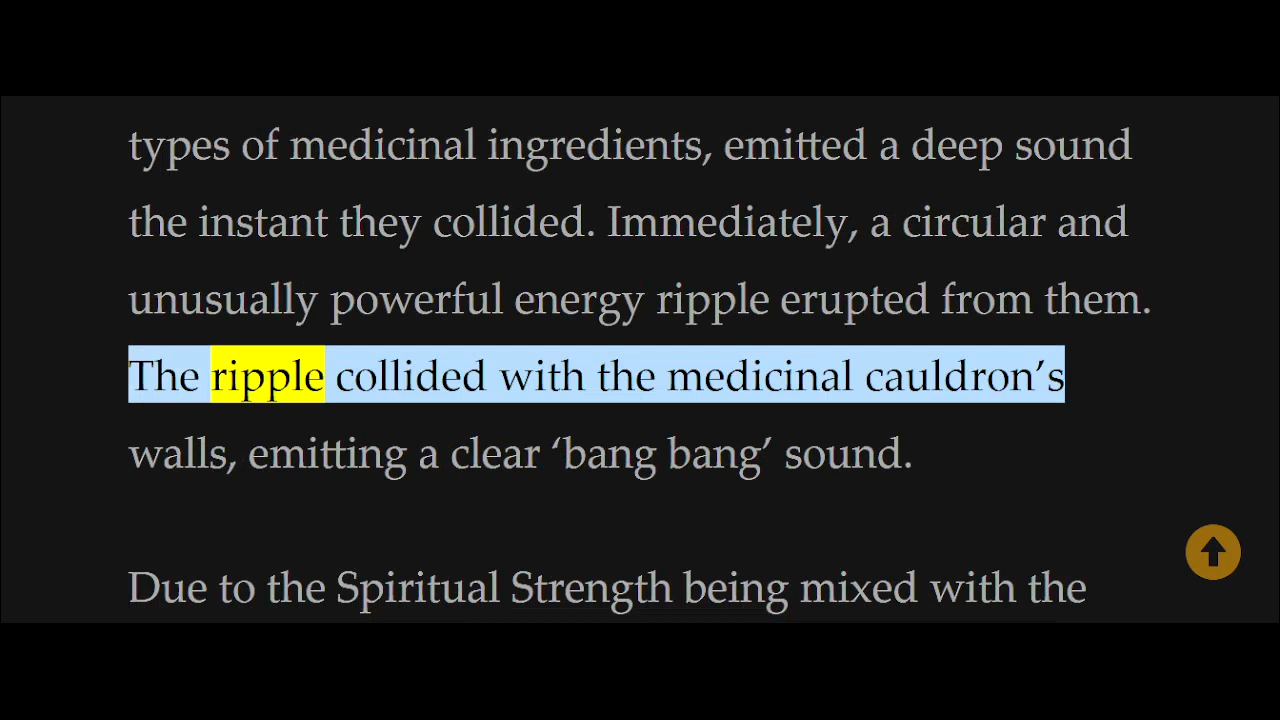 types of medicinal ingredients, emitted a deep sound
the instant they collided. Immediately, a circular and
unusually powerful energy ripple erupted from them.
The ripple collided with the medicinal cauldron’s
walls, emitting a clear ‘bang bang’ sound.
Due to the Spiritual Strength being mixed with the